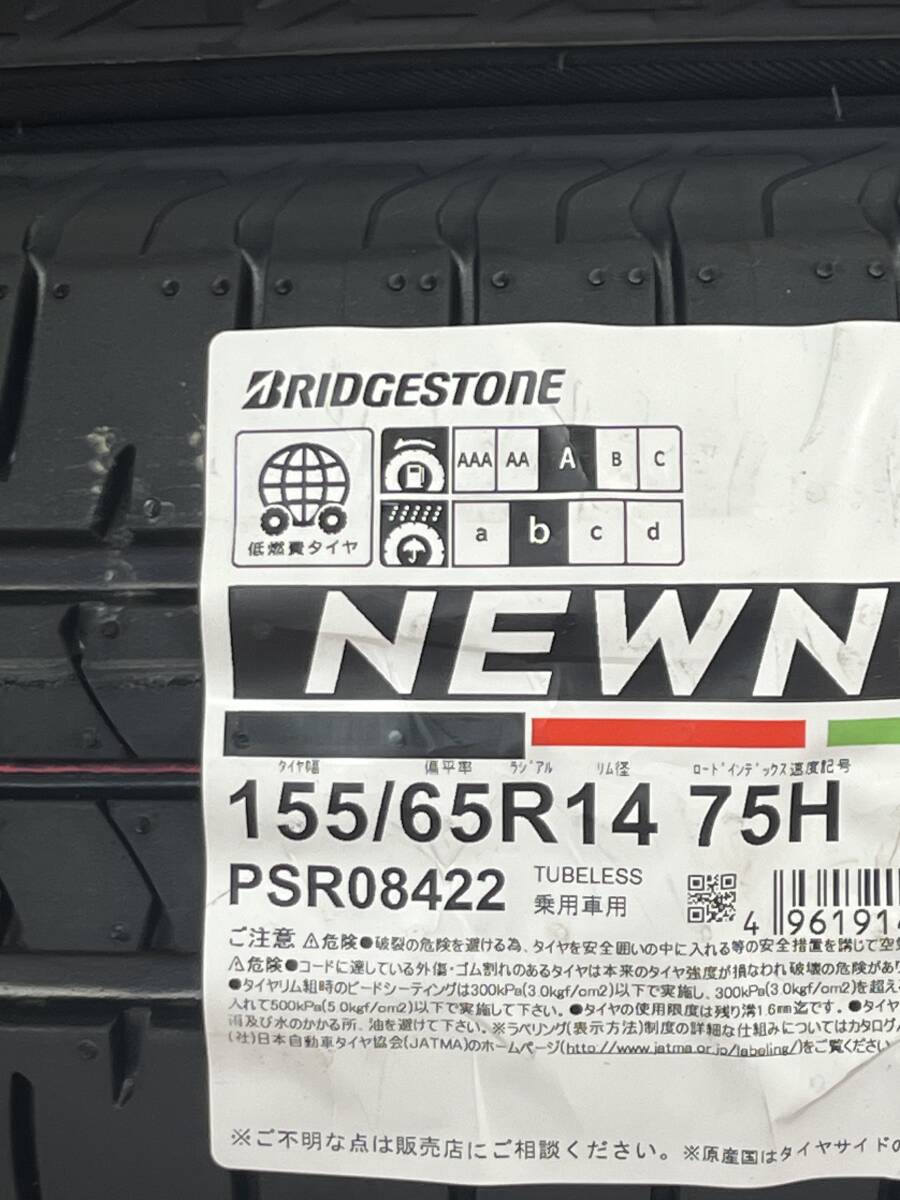 BRIDGESTONE
低燃費タイヤ
AAA AA A B C
a b c d
NEWN
タイヤ幅 偏平率 ラジアル リム径 ロードインデックス 速度記号
155/65R14 75H
PSR08422 TUBELESS
乗用車用
4 961914
ご注意 ⚠危険●破裂の危険を避ける為、タイヤを安全囲いの中に入れる等の安全措置を講じて空
⚠危険●コードに達している外傷・ゴム割れのあるタイヤは本来のタイヤ強度が損なわれ破壊の危険があ
●タイヤリム組時のビードシーティングは300kPa(3.0kgf/cm2)以下で実施し、300kPa(3.0kgf/cm2)を超え
入れて500kPa(5.0kgf/cm2)以下で実施して下さい。●タイヤの使用限度は残り溝1.6mm迄です。●タイヤ
雨及び水のかかる所、油を避けて下さい。※ラベリング(表示方法)制度の詳細な仕組みについてはカタログ
(社)日本自動車タイヤ協会(JATMA)のホームページ(http://www.jatma.or.jp/labeling/)をご覧ください
※ご不明な点は販売店にご相談ください。※原産国はタイヤサイドの